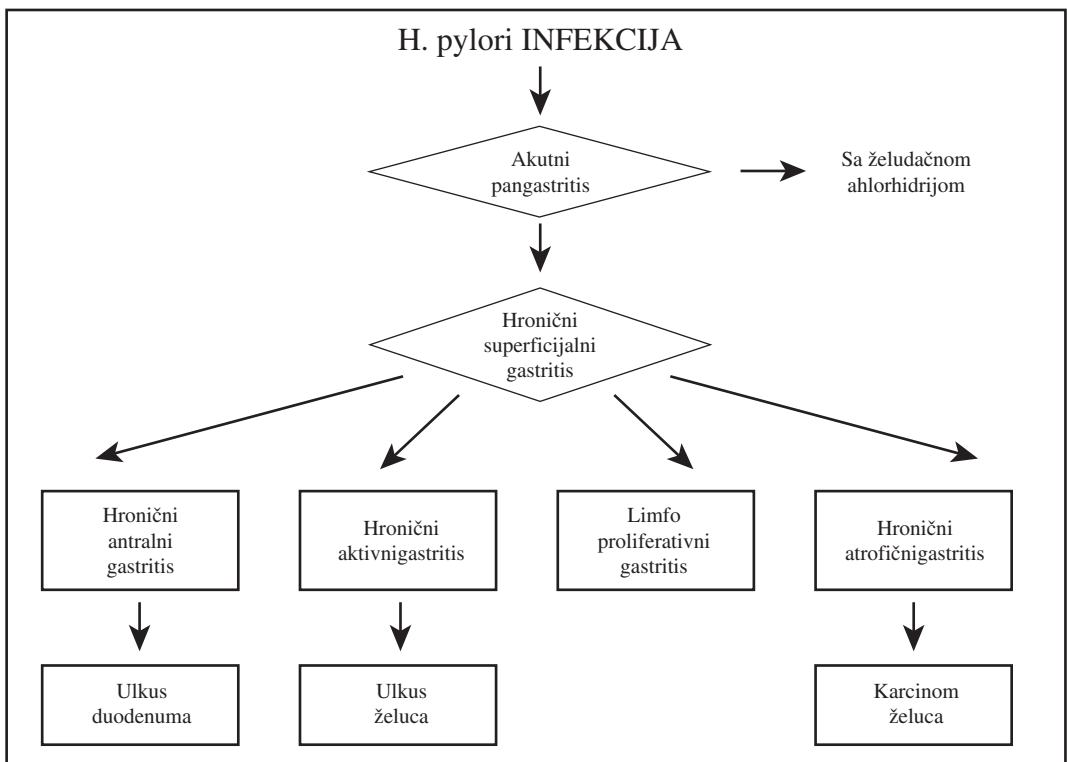 H. pylori INFEKCIJA
Akutni
pangastritis
Sa želudačnom
ahlorhidrijom
Hronični
superficijalni
gastritis
Hronični
antralni
gastritis
Hronični
aktivnigastritis
Limfo
proliferativni
gastritis
Hronični
atrofičnigastritis
Ulkus
duodenuma
Ulkus
želuca
Karcinom
želuca